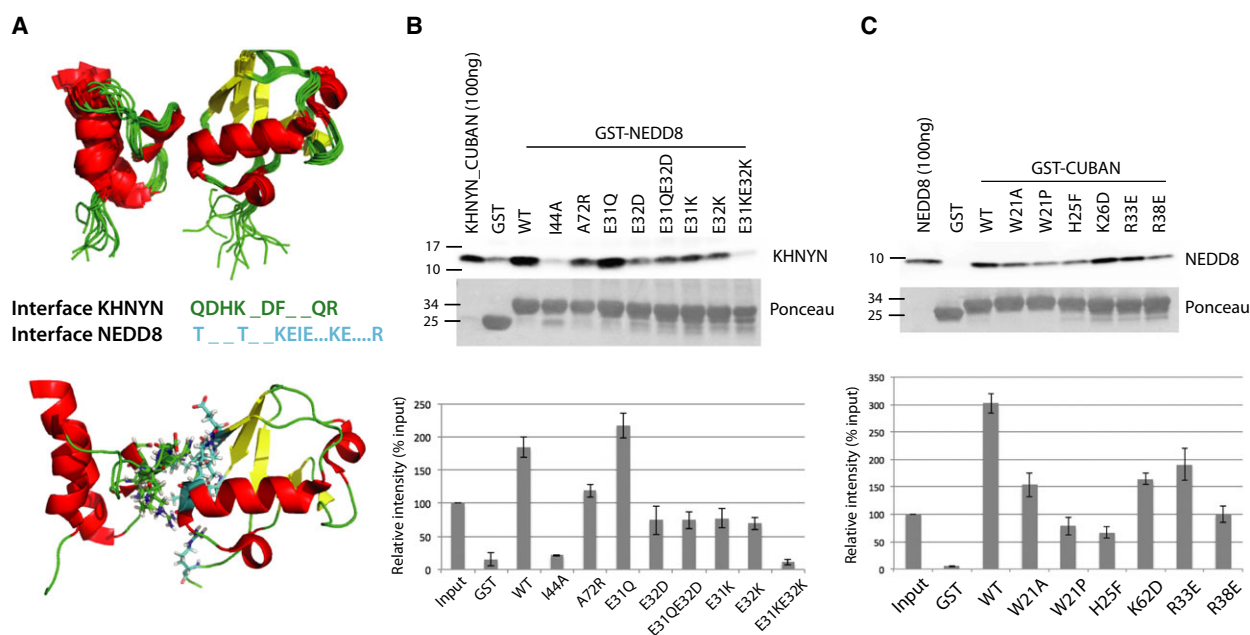 A
Interface KHNYN QDHK _DF_ _QR
Interface NEDD8 T _ _ T_ _KEIE...KE....R
B
KHNYN_CUBAN (100ng)
GST
GST-NEDD8
WT
I44A
A72R
E31Q
E32D
E31QE32D
E31K
E32K
E31KE32K
17
10
KHNYN
34
25
Ponceau
Relative intensity (% input)
250
200
150
100
50
0
Input
GST
WT
I44A
A72R
E31Q
E32D
E31QE32D
E31K
E32K
E31KE32K
C
NEDD8 (100ng)
GST
GST-CUBAN
WT
W21A
W21P
H25F
K26D
R33E
R38E
10
NEDD8
34
25
Ponceau
Relative intensity (% input)
350
300
250
200
150
100
50
0
Input
GST
WT
W21A
W21P
H25F
K62D
R33E
R38E